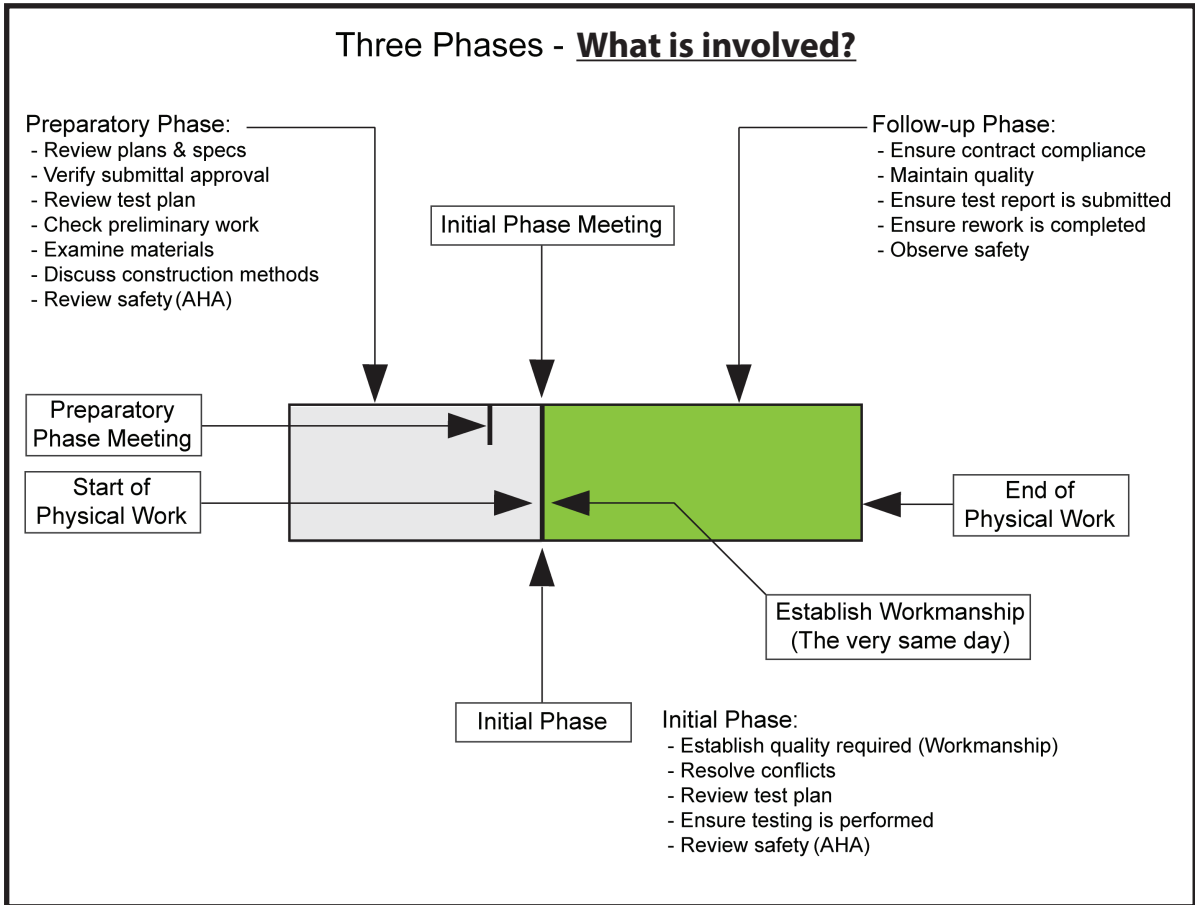 Three Phases - What is involved?
Preparatory Phase:
- Review plans & specs
- Verify submittal approval
- Review test plan
- Check preliminary work
- Examine materials
- Discuss construction methods
- Review safety (AHA)
Initial Phase Meeting
Follow-up Phase:
- Ensure contract compliance
- Maintain quality
- Ensure test report is submitted
- Ensure rework is completed
- Observe safety
Preparatory
Phase Meeting
Start of
Physical Work
End of
Physical Work
Establish Workmanship
(The very same day)
Initial Phase
Initial Phase:
- Establish quality required (Workmanship)
- Resolve conflicts
- Review test plan
- Ensure testing is performed
- Review safety (AHA)